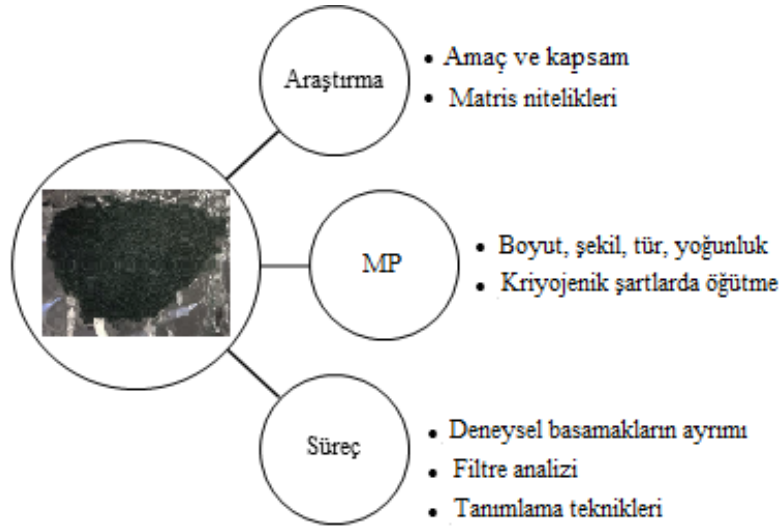 Araştırma
• Amaç ve kapsam
• Matris nitelikleri
MP
• Boyut, şekil, tür, yoğunluk
• Kriyojenik şartlarda öğütme
Süreç
• Deneysel basamakların ayrımı
• Filtre analizi
• Tanımlama teknikleri